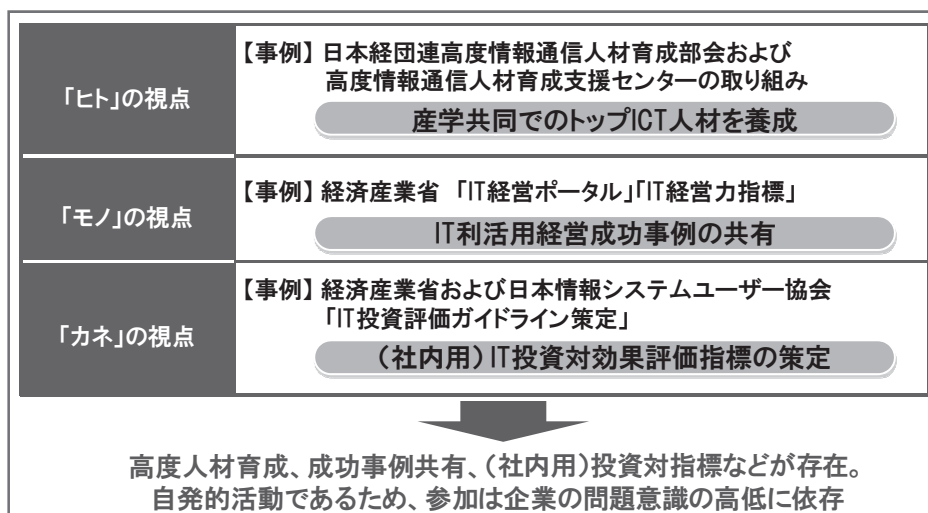 「ヒト」の視点
【事例】 日本経団連高度情報通信人材育成部会および
高度情報通信人材育成支援センターの取り組み
産学共同でのトップICT人材を養成
「モノ」の視点
【事例】 経済産業省 「IT経営ポータル」「IT経営力指標」
IT利活用経営成功事例の共有
「カネ」の視点
【事例】 経済産業省および日本情報システムユーザー協会
「IT投資評価ガイドライン策定」
（社内用）IT投資対効果評価指標の策定
高度人材育成、成功事例共有、（社内用）投資対指標などが存在。
自発的活動であるため、参加は企業の問題意識の高低に依存